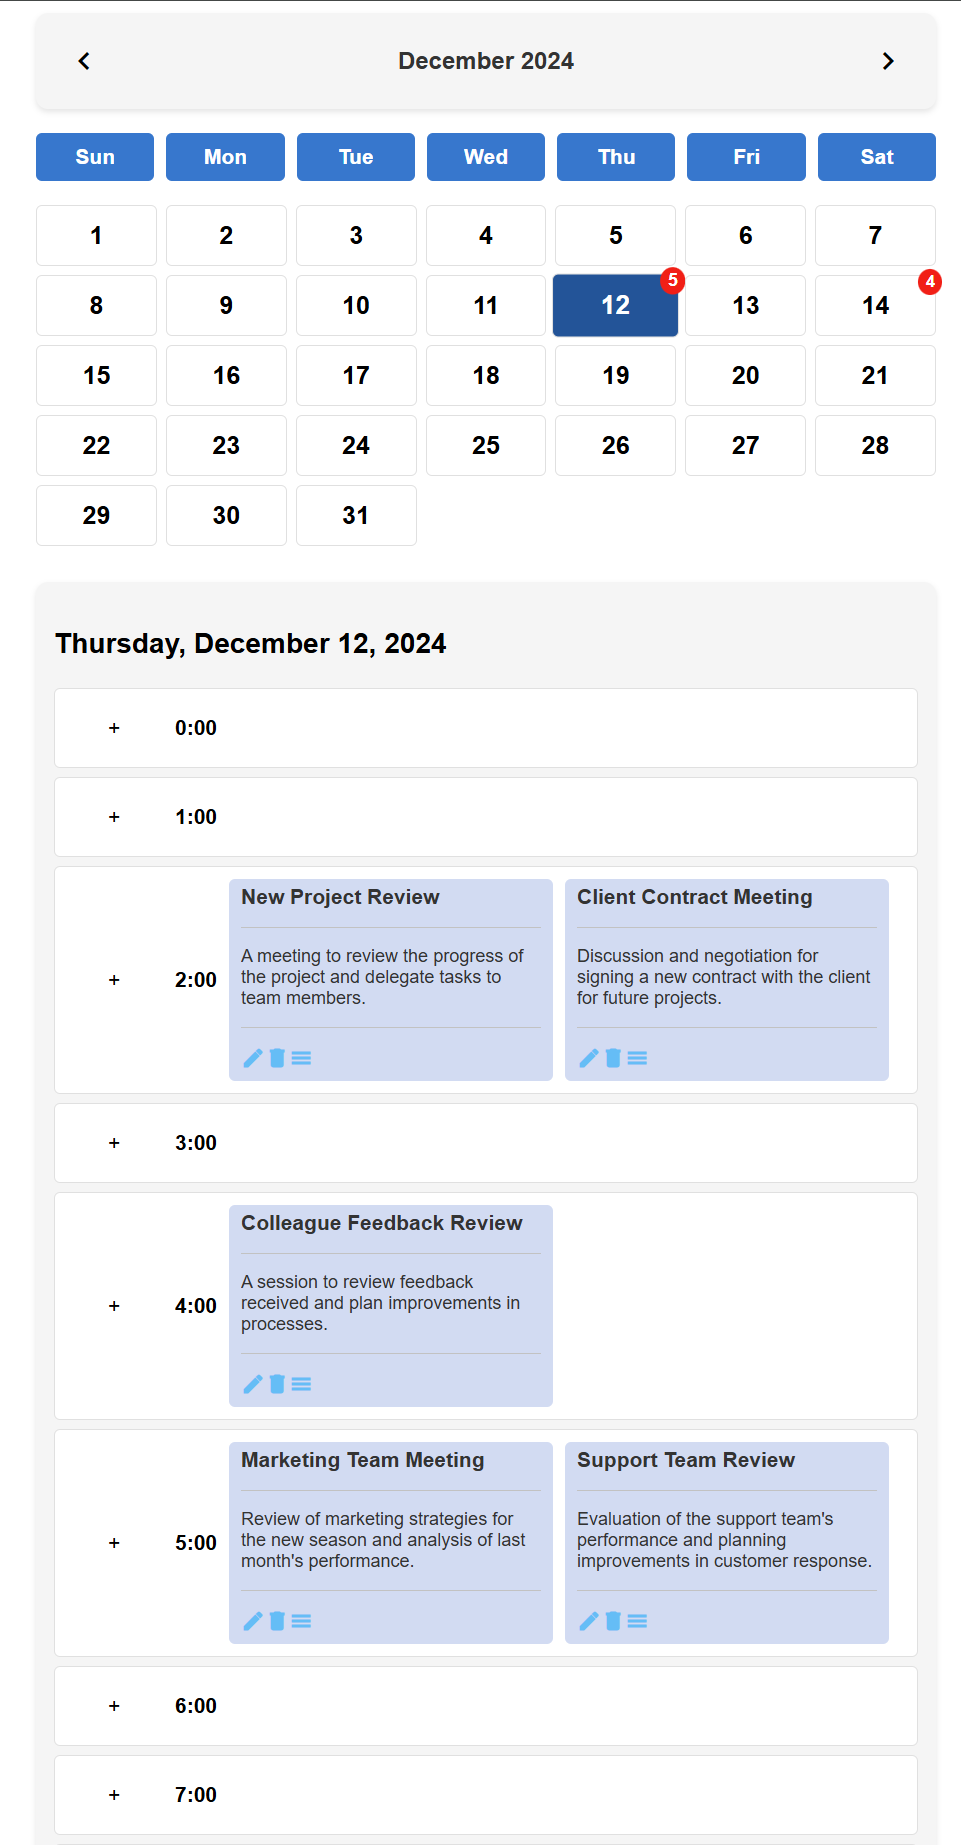 December 2024
Sun Mon Tue Wed Thu Fri Sat
1 2 3 4 5 6 7
8 9 10 11 12 5 13 14 4
15 16 17 18 19 20 21
22 23 24 25 26 27 28
29 30 31
Thursday, December 12, 2024
+ 0:00
+ 1:00
+ 2:00
New Project Review
A meeting to review the progress of
the project and delegate tasks to
team members.
Client Contract Meeting
Discussion and negotiation for
signing a new contract with the client
for future projects.
+ 3:00
+ 4:00
Colleague Feedback Review
A session to review feedback
received and plan improvements in
processes.
+ 5:00
Marketing Team Meeting
Review of marketing strategies for
the new season and analysis of last
month's performance.
Support Team Review
Evaluation of the support team's
performance and planning
improvements in customer response.
+ 6:00
+ 7:00